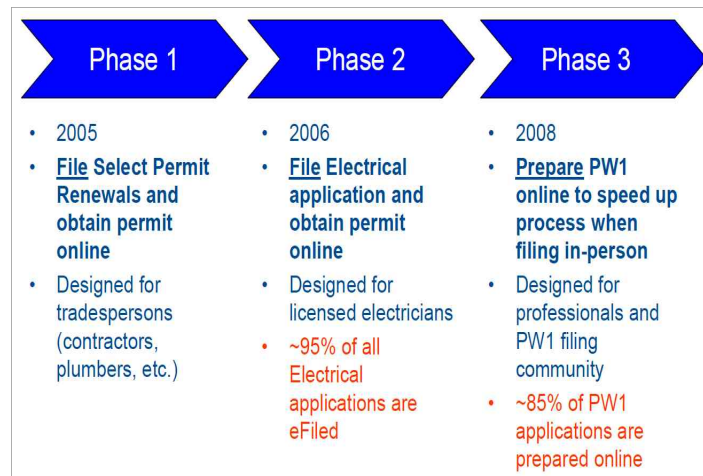 Phase 1
• 2005
• File Select Permit
Renewals and
obtain permit
online
• Designed for
tradespersons
(contractors,
plumbers, etc.)
Phase 2
• 2006
• File Electrical
application and
obtain permit
online
• Designed for
licensed electricians
• ~95% of all
Electrical
applications are
eFiled
Phase 3
• 2008
• Prepare PW1
online to speed up
process when
filing in-person
• Designed for
professionals and
PW1 filing
community
• ~85% of PW1
applications are
prepared online